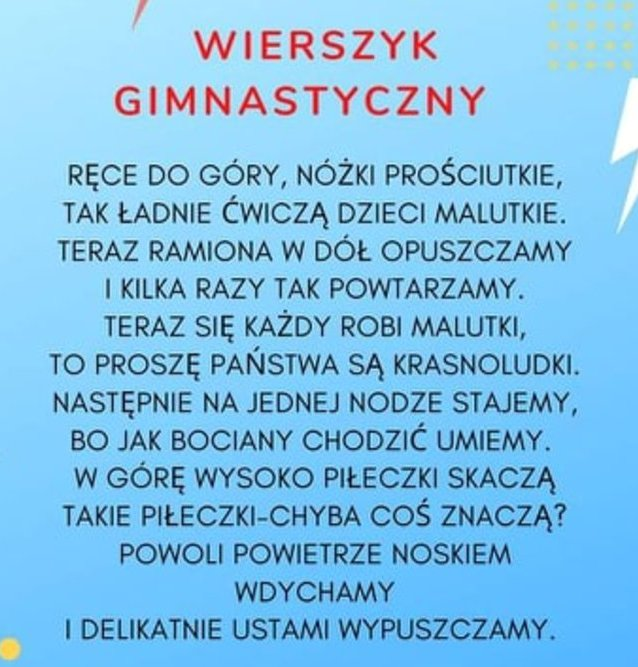 WIERSZYK
GIMNASTYCZNY
RĘCE DO GÓRY, NÓŻKI PROŚCIUTKIE,
TAK ŁADNIE ĆWICZĄ DZIECI MALUTKIE.
TERAZ RAMIONA W DÓŁ OPUSZCZAMY
I KILKA RAZY TAK POWTARZAMY.
TERAZ SIĘ KAŻDY ROBI MALUTKI,
TO PROSZĘ PAŃSTWA SĄ KRASNOLUDKI.
NASTĘPNIE NA JEDNEJ NODZE STAJEMY,
BO JAK BOCIANY CHODZIĆ UMIEMY.
W GÓRĘ WYSOKO PIŁECZKI SKACZĄ
TAKIE PIŁECZKI-CHYBA COŚ ZNACZĄ?
POWOLI POWIETRZE NOSKIEM
WDYCHAMY
I DELIKATNIE USTAMI WYPUSZCZAMY.